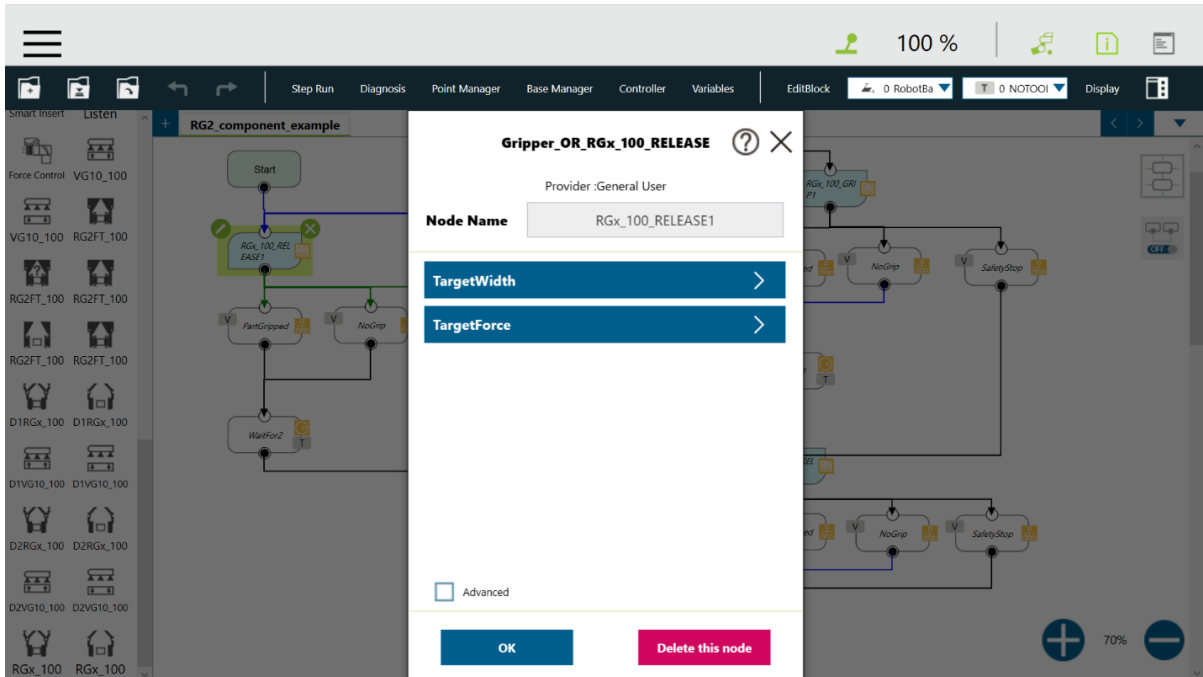 100 %
Step Run
Diagnosis
Point Manager
Base Manager
Controller
Variables
EditBlock
0 RobotBa
T 0 NOTOOl
Display
Smart Insert
Listen
Force Control
VG10_100
VG10_100
RG2FT_100
RG2FT_100
RG2FT_100
RG2FT_100
RG2FT_100
D1RGx_100
D1RGx_100
D1VG10_100
D1VG10_100
D2RGx_100
D2RGx_100
D2VG10_100
D2VG10_100
RGx_100
RGx_100
+ RG2_component_example
Start
RGx_100_REL
EASE1
V PartGripped
V NoGrip
WaitFor2
T
Gripper_OR_RGx_100_RELEASE
?
Provider :General User
Node Name
RGx_100_RELEASE1
TargetWidth
TargetForce
Advanced
OK
Delete this node
RGx_100_GRI
P1
V NoGrip
V SafetyStop
T
V NoGrip
V SafetyStop
OFF
70%